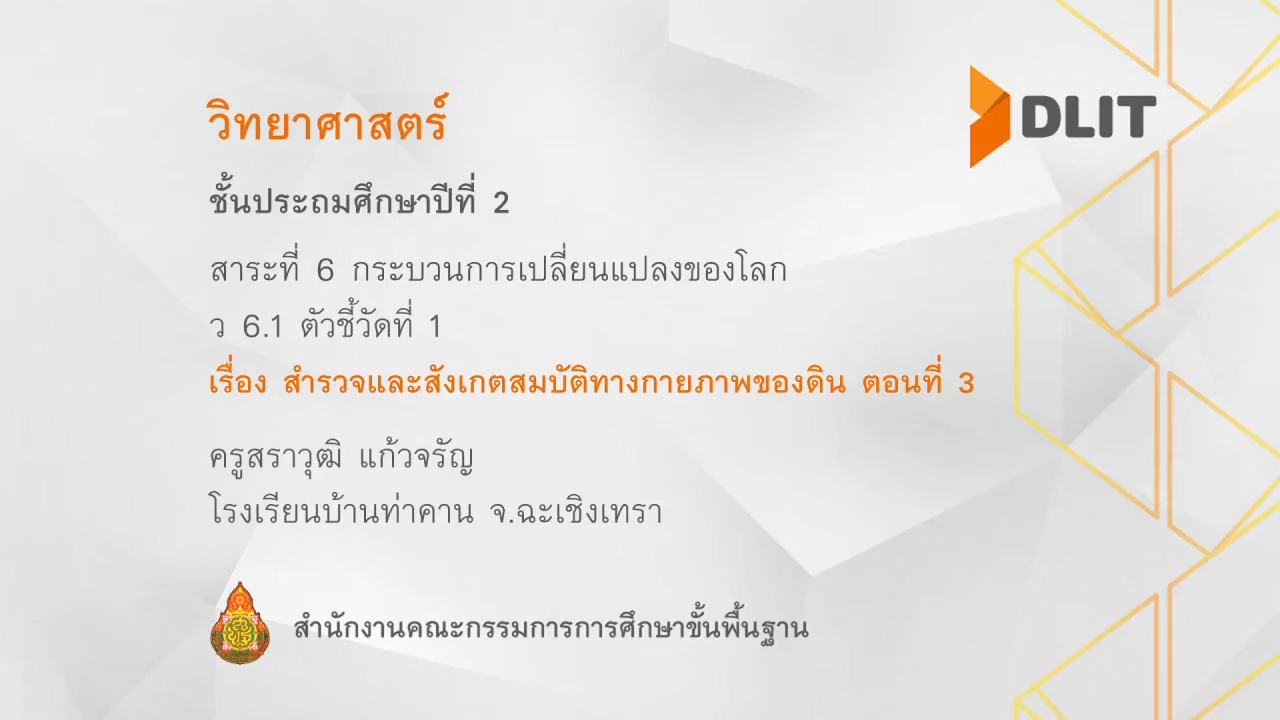 วิทยาศาสตร์
DLIT
ชั้นประถมศึกษาปีที่ 2
สาระที่ 6 กระบวนการเปลี่ยนแปลงของโลก
ว 6.1 ตัวชี้วัดที่ 1
เรื่อง สำรวจและสังเกตสมบัติทางกายภาพของดิน ตอนที่ 3
ครูสราวุฒิ แก้วจรัญ
โรงเรียนบ้านท่าคาน จ.ฉะเชิงเทรา
สำนักงานคณะกรรมการการศึกษาขั้นพื้นฐาน